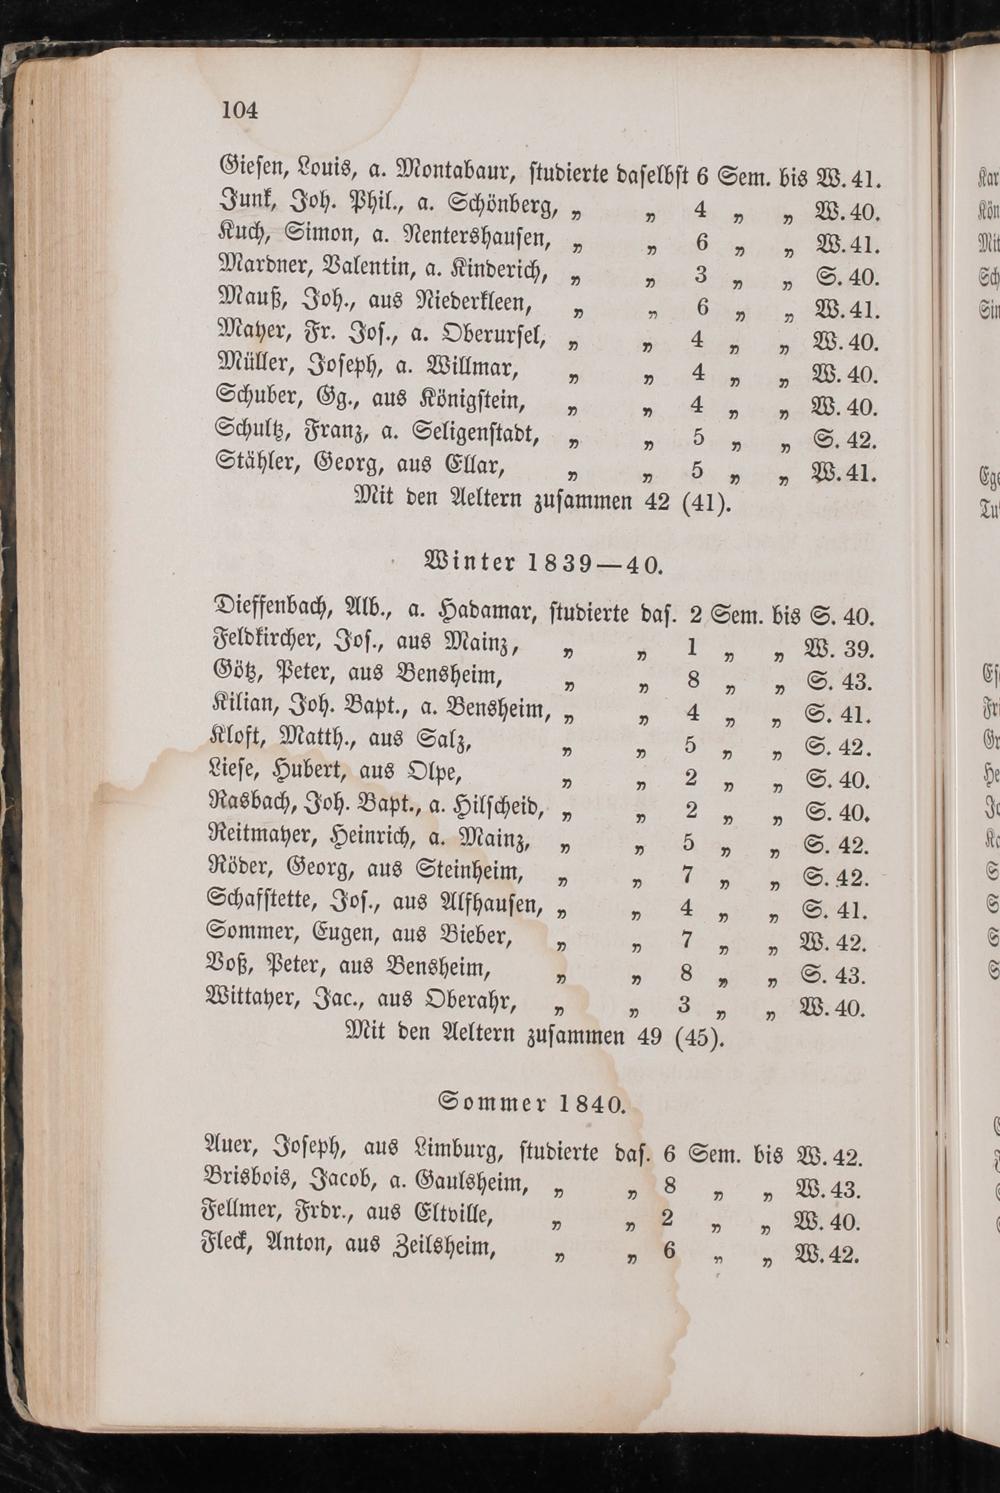 104
Giesen, Louis, a. Montabaur, studierte daselbst 6 Sem. bis W. 41.
Junk, Joh. Phil., a. Schönberg, „ „ 4 „ „ W. 40.
Kuch, Simon, a. Nentershausen, „ „ 6 „ „ W. 41.
Mardner, Valentin, a. Kinderich, „ „ 3 „ „ S. 40.
Mauß, Joh., aus Niederkleen, „ „ 6 „ „ W. 41.
Mayer, Fr. Jos., a. Oberursel, „ „ 4 „ „ W. 40.
Müller, Joseph, a. Willmar, „ „ 4 „ „ W. 40.
Schuber, Gg., aus Königstein, „ „ 4 „ „ W. 40.
Schultz, Franz, a. Seligenstadt, „ „ 5 „ „ S. 42.
Stähler, Georg, aus Ellar, „ „ 5 „ „ W. 41.
Mit den Aeltern zusammen 42 (41).
Winter 1839—40.
Dieffenbach, Alb., a. Hadamar, studierte das. 2 Sem. bis S. 40.
Feldkircher, Jos., aus Mainz, „ „ 1 „ „ W. 39.
Götz, Peter, aus Bensheim, „ „ 8 „ „ S. 43.
Kilian, Joh. Bapt., a. Bensheim, „ „ 4 „ „ S. 41.
Kloft, Matth., aus Salz, „ „ 5 „ „ S. 42.
Liese, Hubert, aus Olpe, „ „ 2 „ „ S. 40.
Rasbach, Joh. Bapt., a. Hilscheid, „ „ 2 „ „ S. 40.
Reitmayer, Heinrich, a. Mainz, „ „ 5 „ „ S. 42.
Röder, Georg, aus Steinheim, „ „ 7 „ „ S. 42.
Schafstette, Jos., aus Alfhausen, „ „ 4 „ „ S. 41.
Sommer, Eugen, aus Bieber, „ „ 7 „ „ W. 42.
Voß, Peter, aus Bensheim, „ „ 8 „ „ S. 43.
Wittayer, Jac., aus Oberahr, „ „ 3 „ „ W. 40.
Mit den Aeltern zusammen 49 (45).
Sommer 1840.
Auer, Joseph, aus Limburg, studierte das. 6 Sem. bis W. 42.
Brisbois, Jacob, a. Gaulsheim, „ „ 8 „ „ W. 43.
Fellmer, Frdr., aus Eltville, „ „ 2 „ „ W. 40.
Fleck, Anton, aus Zeilsheim, „ „ 6 „ „ W. 42.